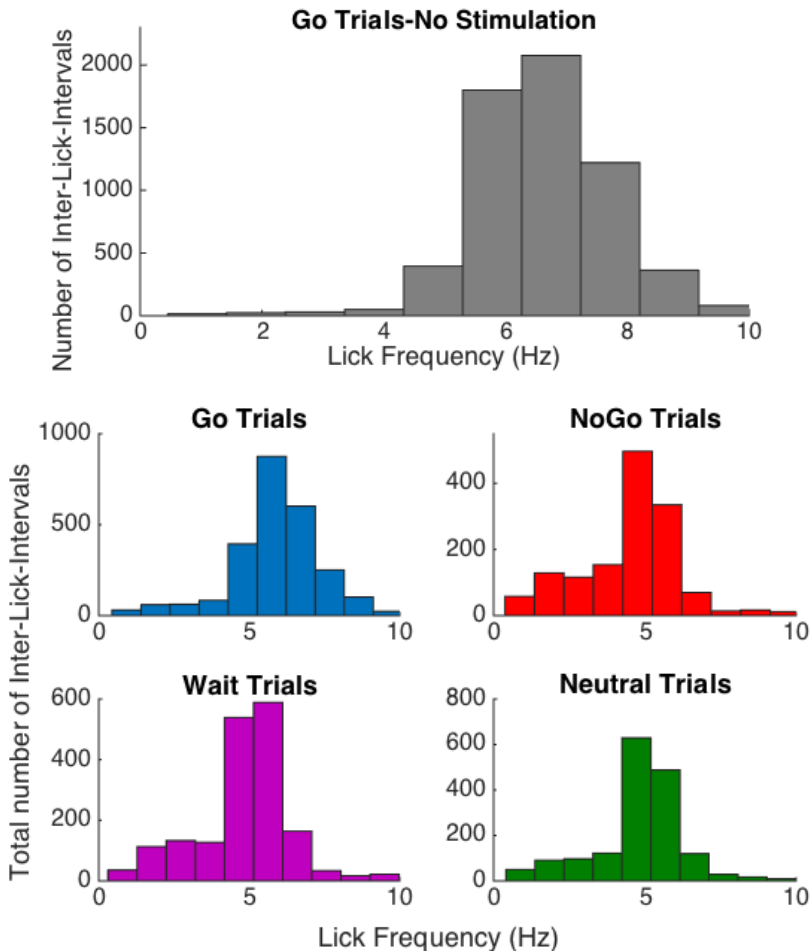 Go Trials-No Stimulation
Number of Inter-Lick-Intervals
2000
1500
1000
500
0
0 2 4 6 8 10
Lick Frequency (Hz)
Total number of Inter-Lick-Intervals
Go Trials
1000
500
0
0 5 10
NoGo Trials
400
200
0
0 5 10
Wait Trials
600
400
200
0
0 5 10
Neutral Trials
800
600
400
200
0
0 5 10
Lick Frequency (Hz)